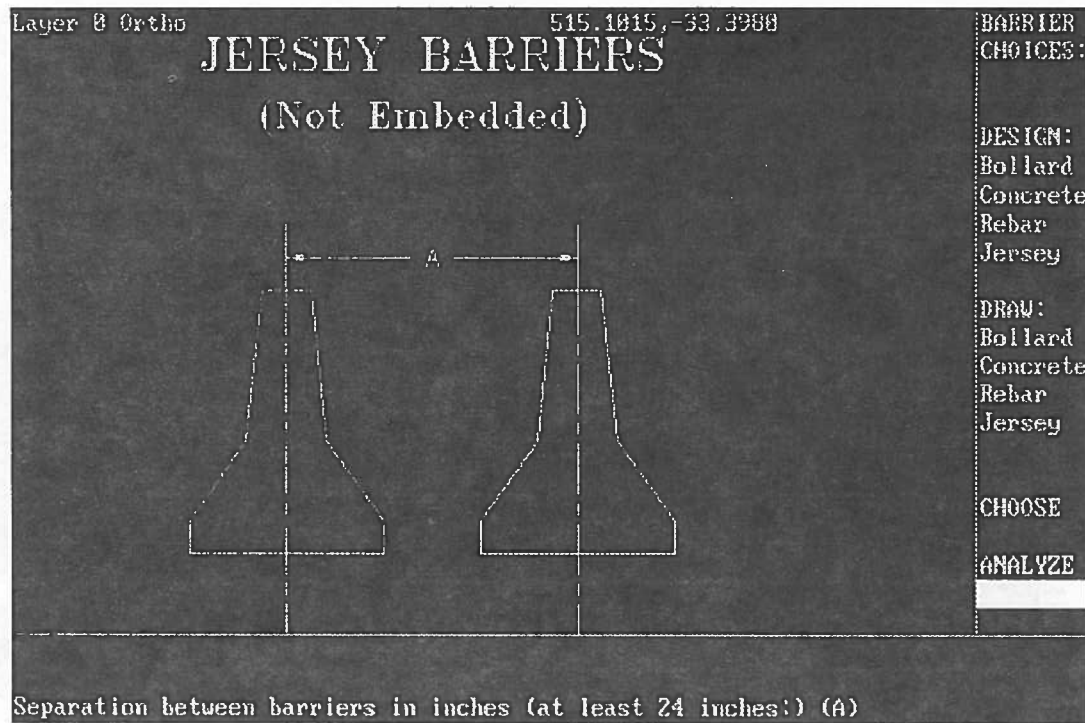 Layer 0 Ortho 515.1015,-33.3980
JERSEY BARRIERS
(Not Embedded)
A
BARRIER
CHOICES:
DESIGN:
Bollard
Concrete
Rebar
Jersey
DRAW:
Bollard
Concrete
Rebar
Jersey
CHOOSE
ANALYZE
Separation between barriers in inches (at least 24 inches:) (A)